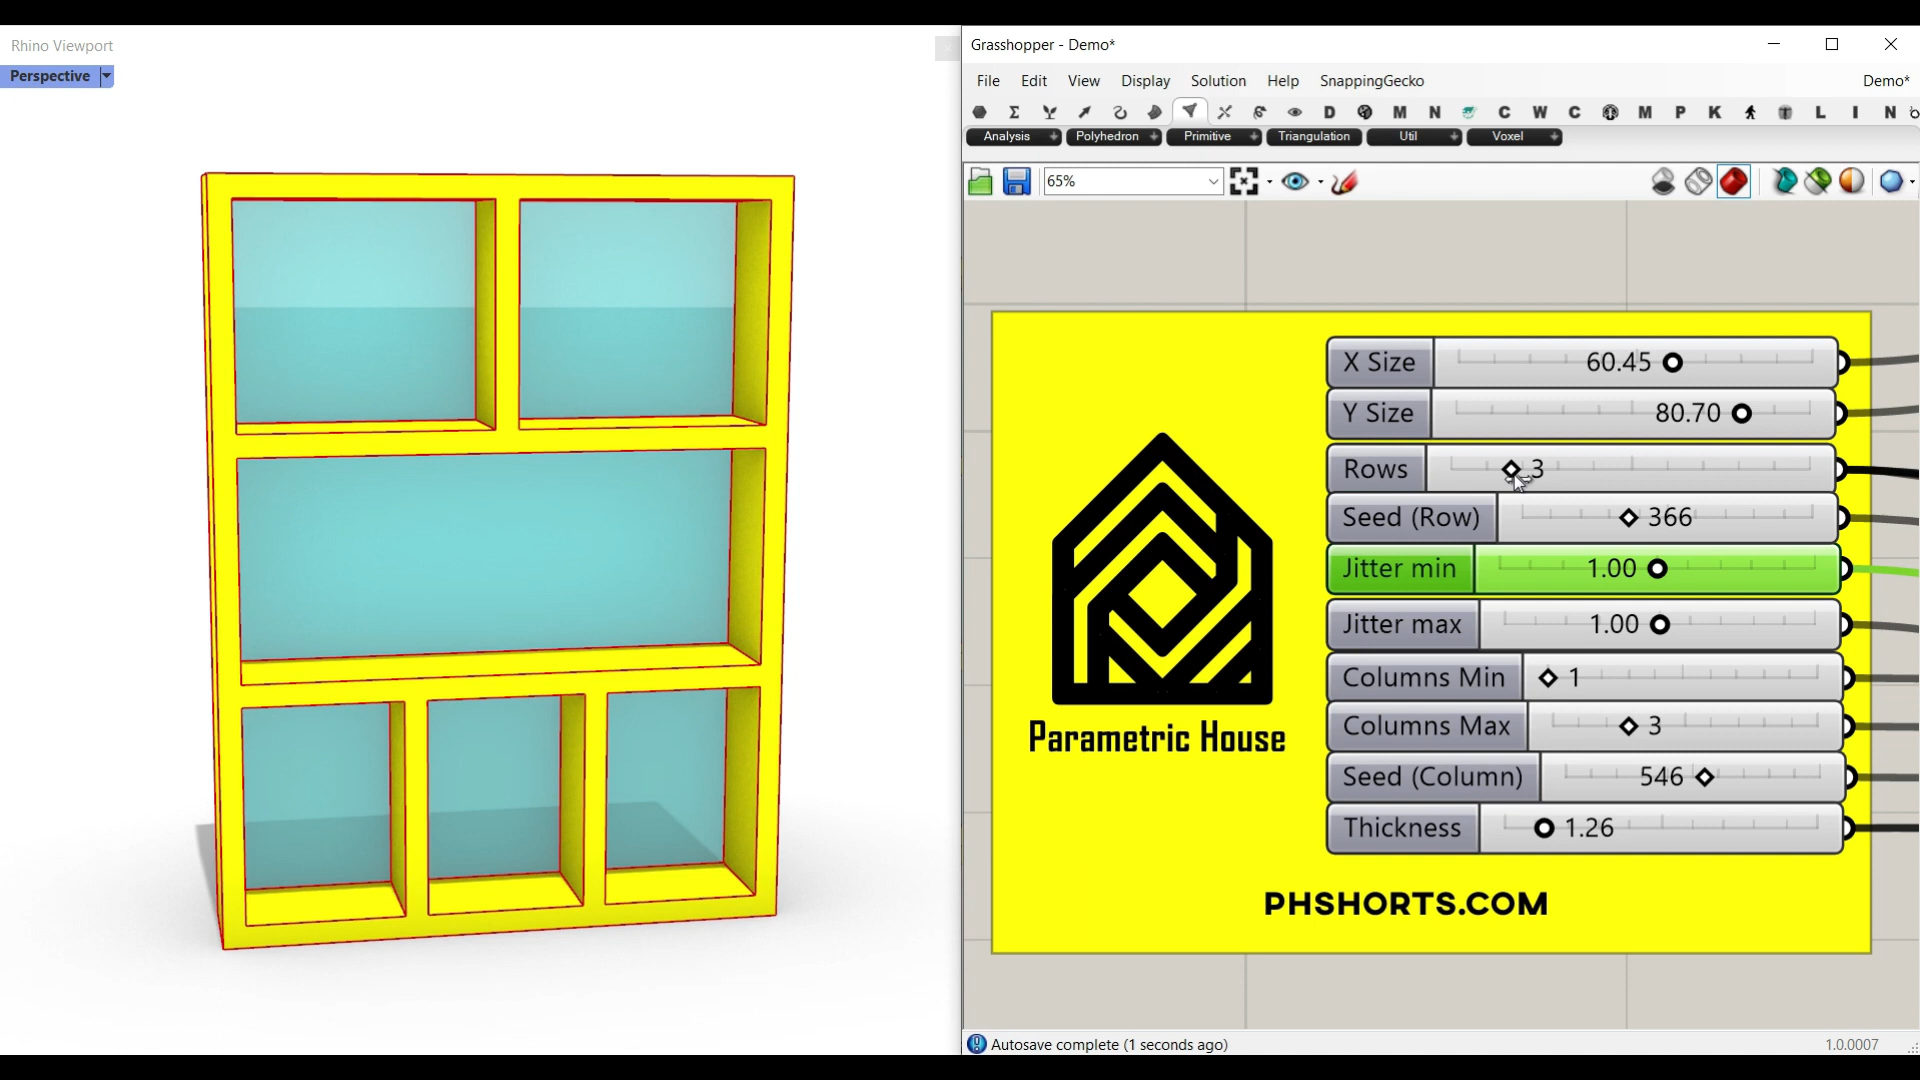 Rhino Viewport
Perspective
Grasshopper - Demo*
File Edit View Display Solution Help SnappingGecko Demo*
Σ D M N C W C M P K L I N
Analysis Polyhedron Primitive Triangulation Util Voxel
65%
X Size 60.45
Y Size 80.70
Rows 3
Seed (Row) 366
Jitter min 1.00
Jitter max 1.00
Columns Min 1
Columns Max 3
Seed (Column) 546
Thickness 1.26
Parametric House
PHSHORTS.COM
Autosave complete (1 seconds ago)
1.0.0007